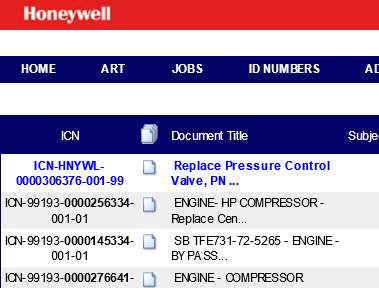 Honeywell
HOME ART JOBS ID NUMBERS AD
ICN Document Title Subje
ICN-HNYWL- Replace Pressure Control
0000306376-001-99 Valve, PN ...
ICN-99193-0000256334- ENGINE- HP COMPRESSOR -
001-01 Replace Cen...
ICN-99193-0000145334- SB TFE731-72-5265 - ENGINE -
001-01 BY PASS...
ICN-99193-0000276641- ENGINE - COMPRESSOR